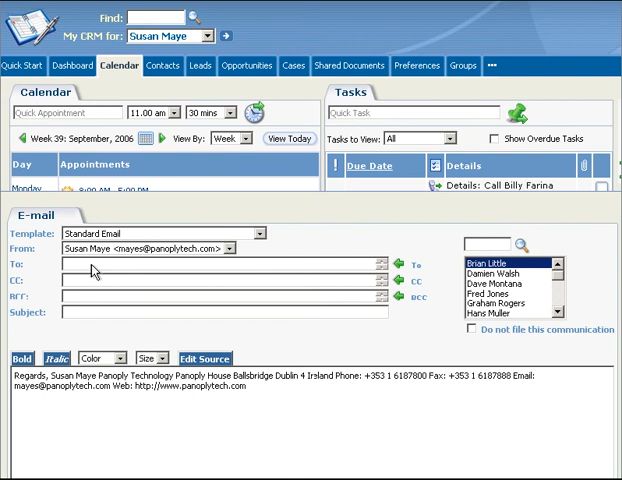 Find:
My CRM for: Susan Maye
Quick Start Dashboard Calendar Contacts Leads Opportunities Cases Shared Documents Preferences Groups •••
Calendar Tasks
Quick Appointment 11.00 am 30 mins Quick Task
Week 39: September, 2006 View By: Week View Today Tasks to View: All Show Overdue Tasks
Day Appointments ! Due Date Details
Monday 8:00 AM - 5:00 PM Details: Call Billy Farina
E-mail
Template: Standard Email
From: Susan Maye <mayes@panoplytech.com>
To: To Brian Little
CC: CC Damien Walsh
BCC: BCC Dave Montana
Subject: Fred Jones
Graham Rogers
Hans Muller
Do not file this communication
Bold Italic Color Size Edit Source
Regards, Susan Maye Panoply Technology Panoply House Ballsbridge Dublin 4 Irsland Phone: +353 1 6187800 Fax: +353 1 6187888 Email:
mayes@panoplytech.com Web: http://www.panoplytech.com